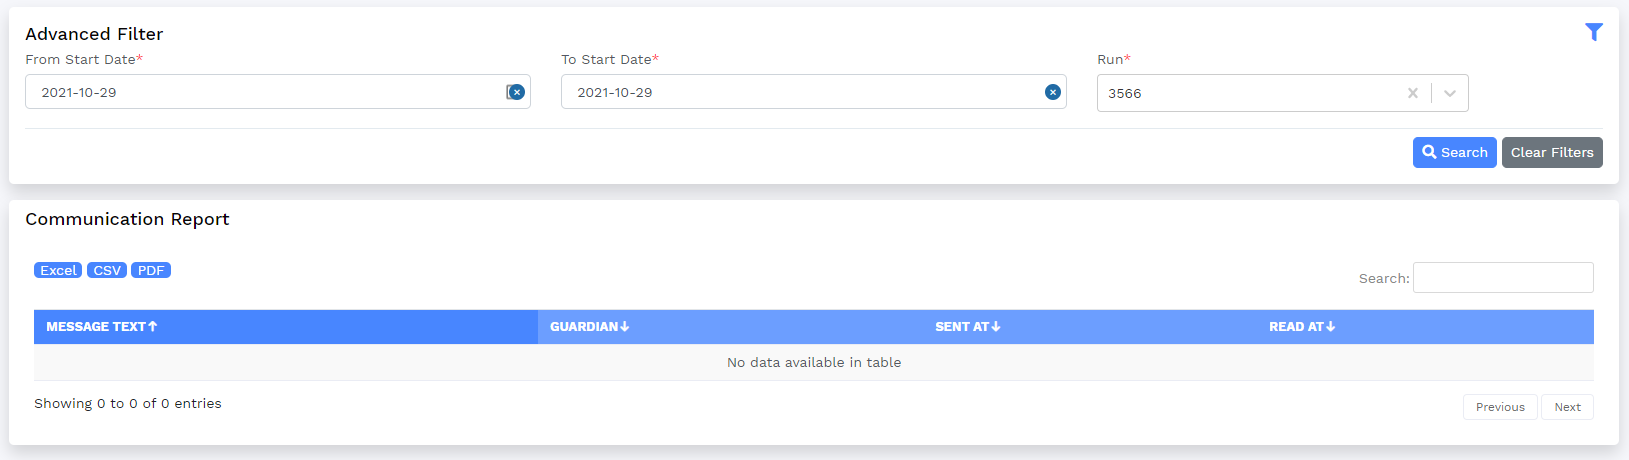 Advanced Filter
From Start Date* To Start Date* Run*
2021-10-29 2021-10-29 3566
Search Clear Filters
Communication Report
Excel CSV PDF
Search:
MESSAGE TEXT↑ GUARDIAN↓ SENT AT↓ READ AT↓
No data available in table
Showing 0 to 0 of 0 entries
Previous Next